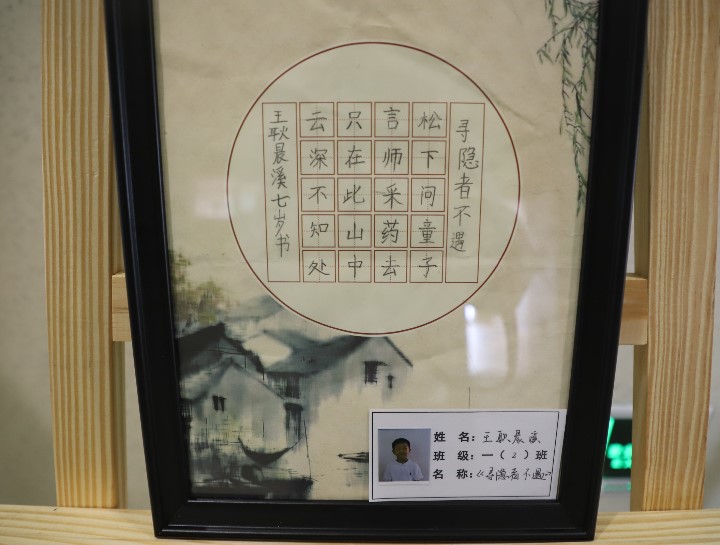 寻隐者不遇
松下问童子
言师采药去
只在此山中
云深不知处
王耿晨溪七岁书
姓 名：王耿晨溪
班 级：一（2）班
名 称：《寻隐者不遇》